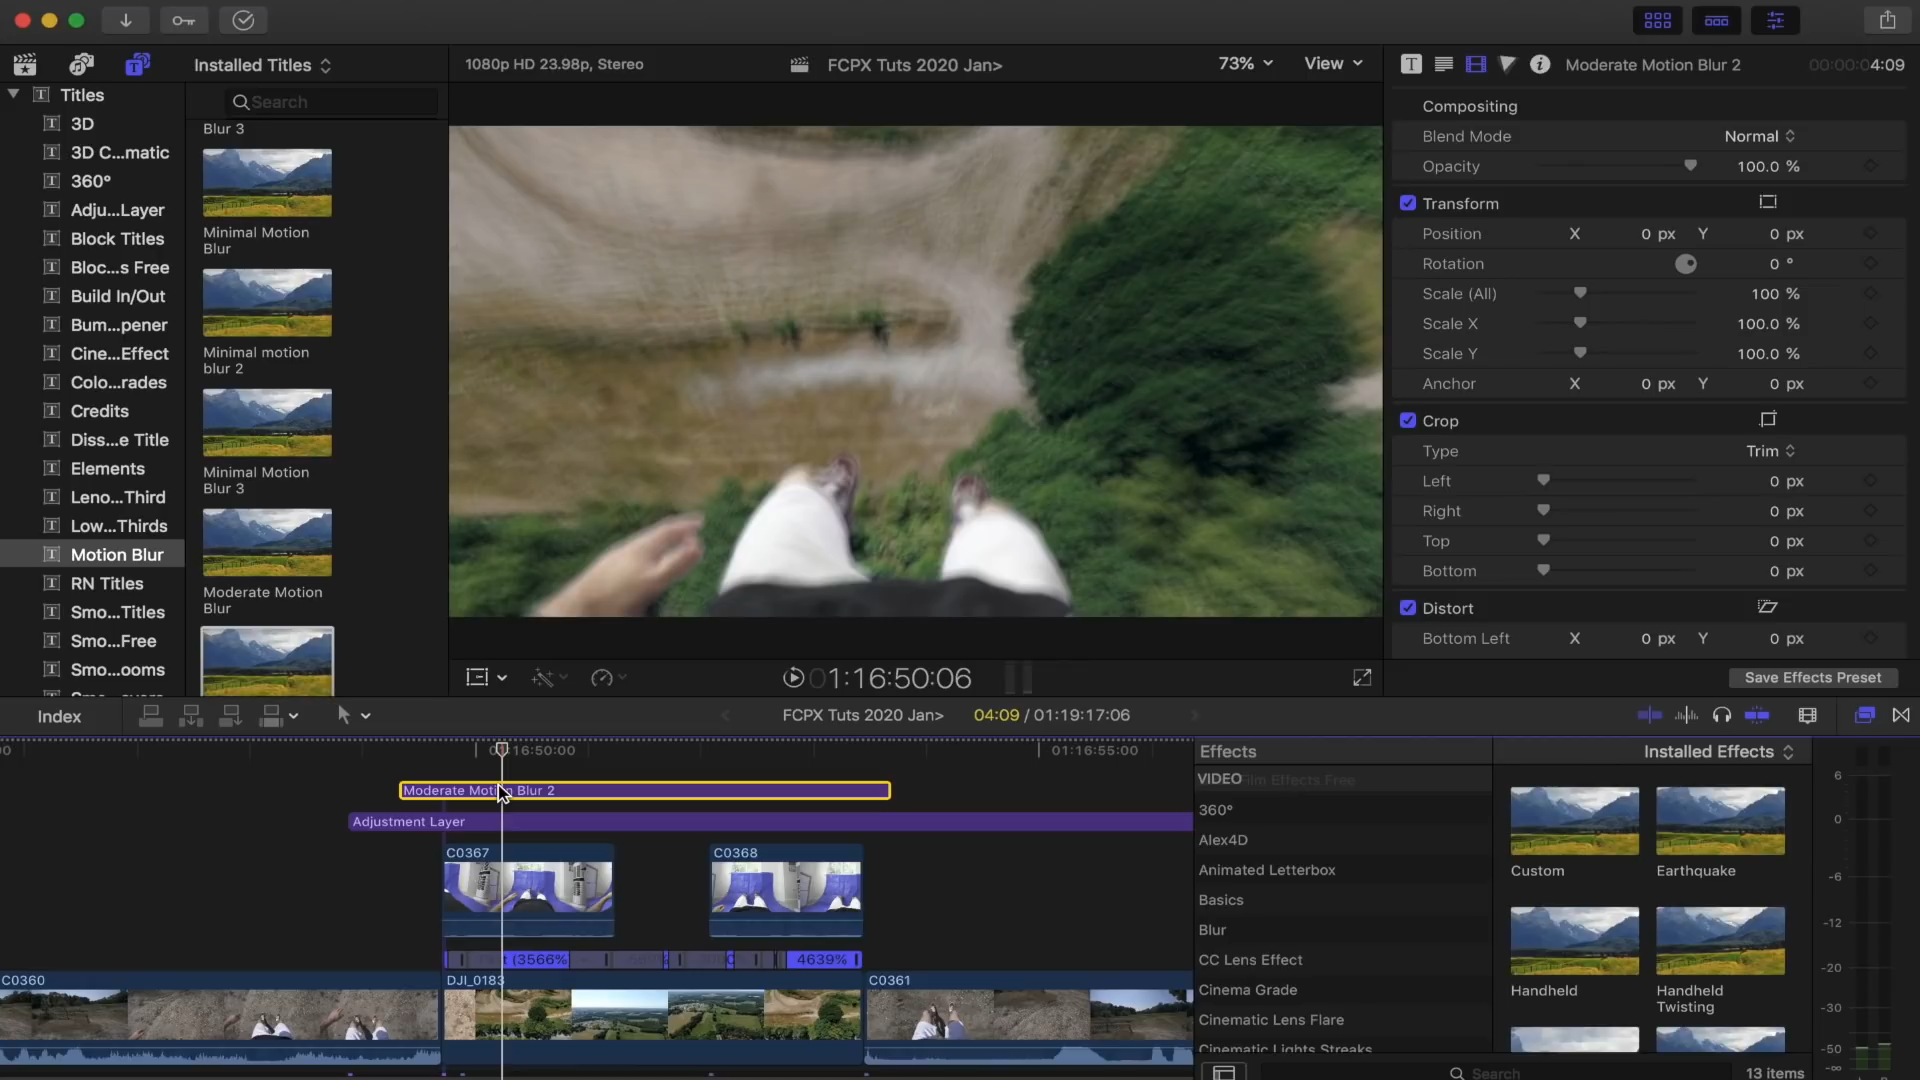 Installed Titles
1080p HD 23.98p, Stereo
FCPX Tuts 2020 Jan>
73%
View
Moderate Motion Blur 2
00:00:04:09
Titles
3D
3D C...matic
360°
Adju...Layer
Block Titles
Bloc...s Free
Build In/Out
Bum...pener
Cine...Effect
Colo...rades
Credits
Diss...e Title
Elements
Leno...Third
Low...Thirds
Motion Blur
RN Titles
Smo...Titles
Smo...Free
Smo...ooms
Search
Blur 3
Minimal Motion
Blur
Minimal motion
blur 2
Minimal Motion
Blur 3
Moderate Motion
Blur
Compositing
Blend Mode
Normal
Opacity
100.0 %
Transform
Position
X 0 px Y 0 px
Rotation
0 °
Scale (All)
100 %
Scale X
100.0 %
Scale Y
100.0 %
Anchor
X 0 px Y 0 px
Crop
Type
Trim
Left
0 px
Right
0 px
Top
0 px
Bottom
0 px
Distort
Bottom Left
X 0 px Y 0 px
Save Effects Preset
01:16:50:06
Index
FCPX Tuts 2020 Jan>
04:09 / 01:19:17:06
01:16:50:00
01:16:55:00
Moderate Motion Blur 2
Adjustment Layer
C0367
C0368
(3566%
4639%
C0360
DJI_0183
C0361
Effects
Installed Effects
VIDEO
Film Effects Free
360°
Alex4D
Animated Letterbox
Basics
Blur
CC Lens Effect
Cinema Grade
Cinematic Lens Flare
Cinematic Lights Streaks
Custom
Earthquake
Handheld
Handheld
Twisting
Search
13 items
6
0
-6
-12
-20
-30
-50
-∞